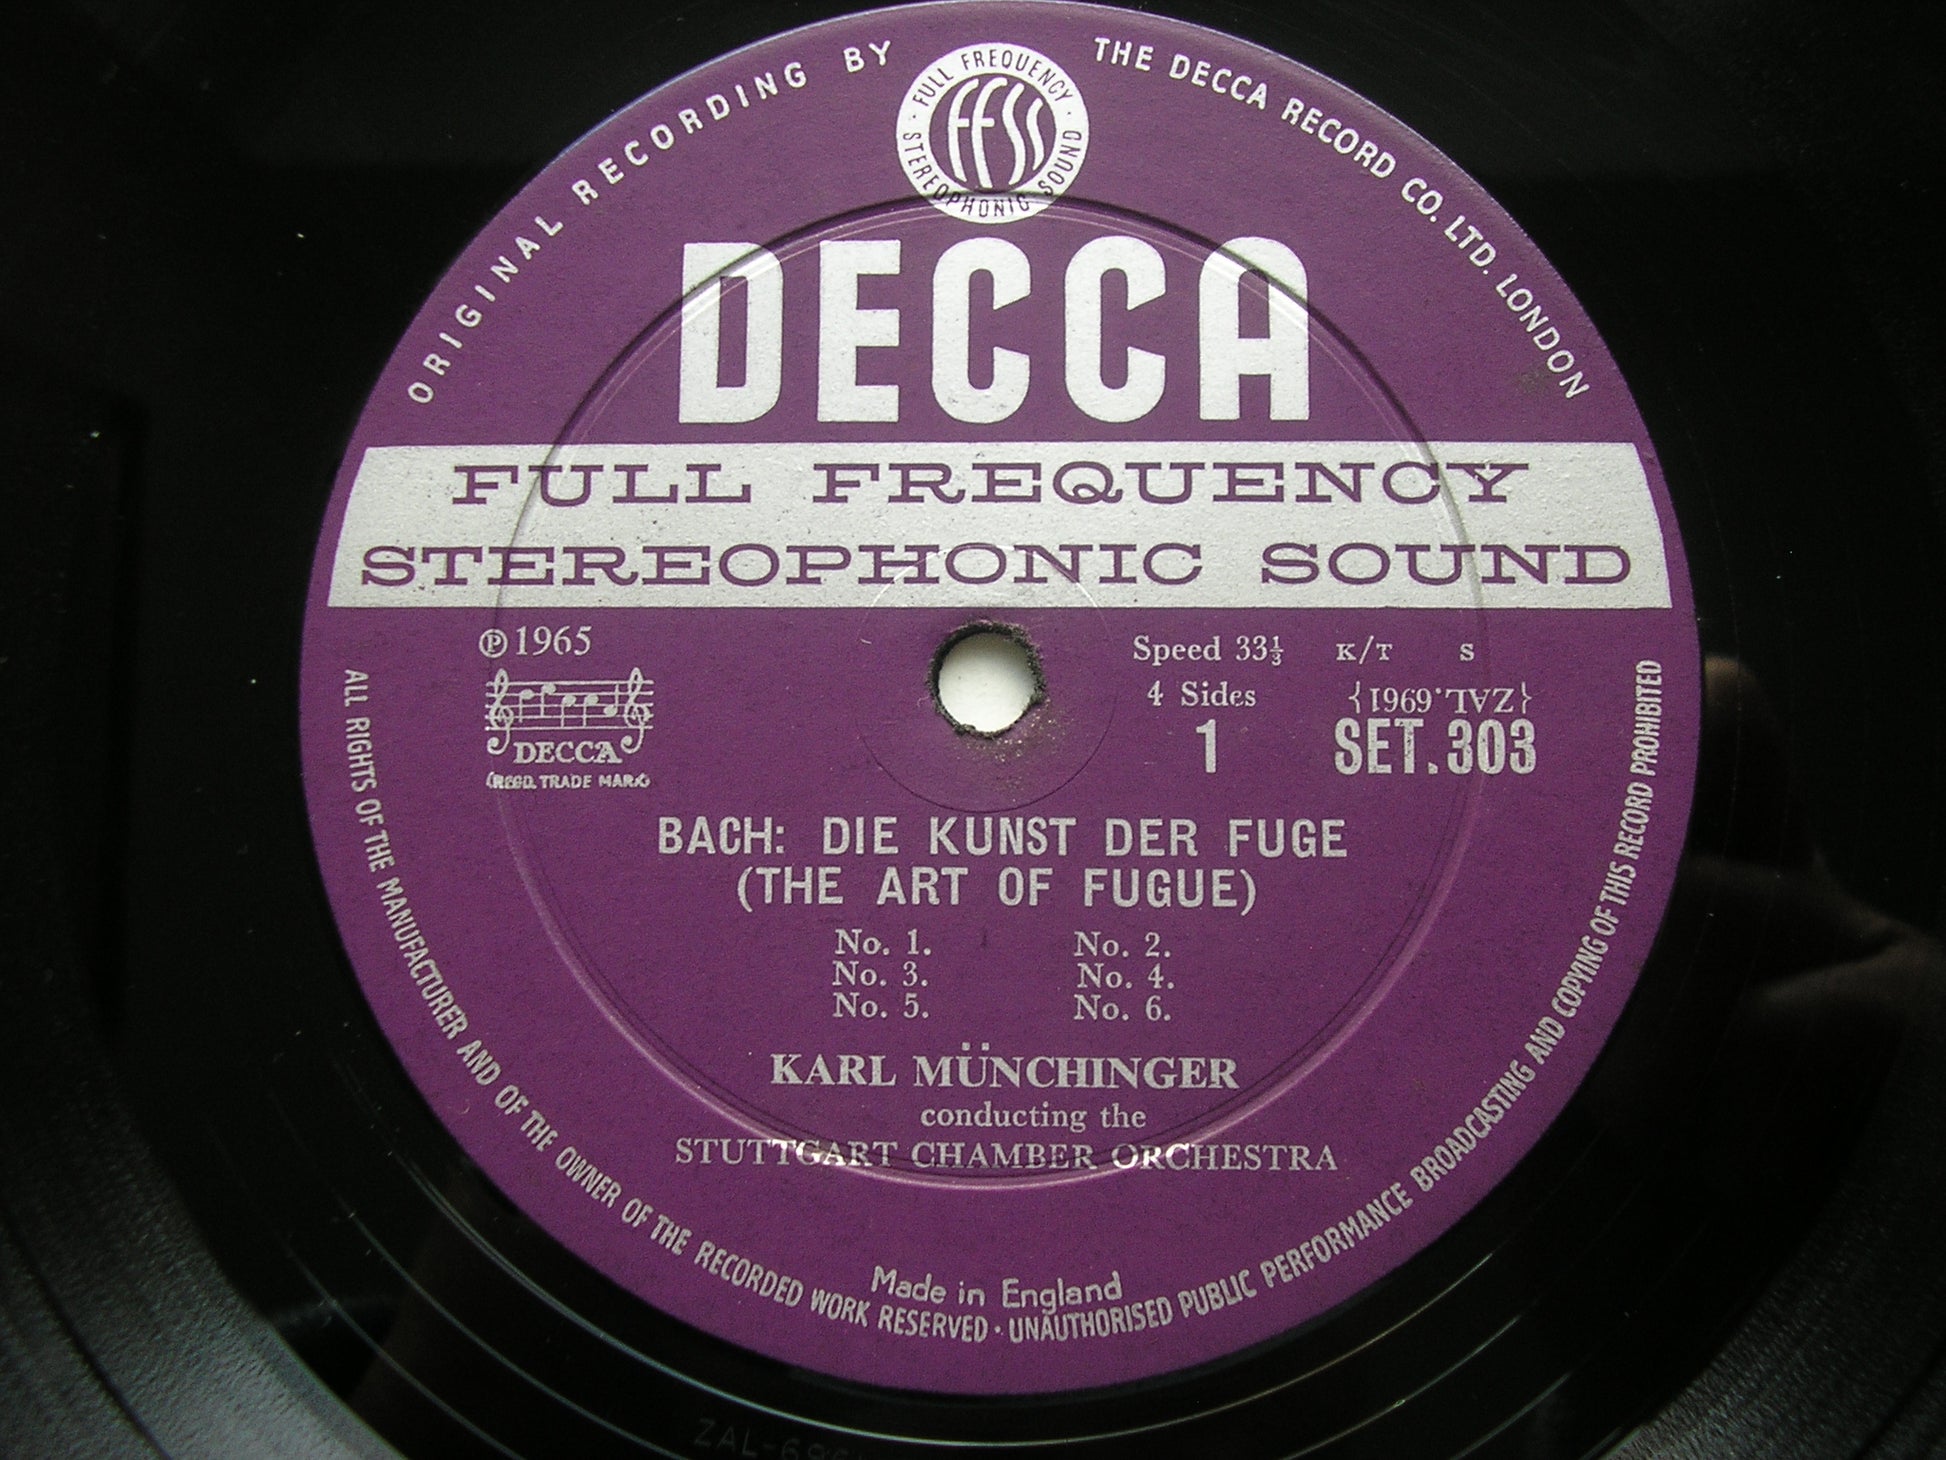 ORIGINAL RECORDING BY THE DECCA RECORD CO. LTD. LONDON
· FULL FREQUENCY · STEREOPHONIC SOUND
FFSS
DECCA
FULL FREQUENCY
STEREOPHONIC SOUND
Ⓟ1965
DECCA
(REGD. TRADE MARK)
Speed 33⅓ K/T S
4 Sides {ZAL.6961}
1 SET.303
BACH: DIE KUNST DER FUGE
(THE ART OF FUGUE)
No. 1. No. 2.
No. 3. No. 4.
No. 5. No. 6.
KARL MÜNCHINGER
conducting the
STUTTGART CHAMBER ORCHESTRA
Made in England
ALL RIGHTS OF THE MANUFACTURER AND OF THE OWNER OF THE RECORDED WORK RESERVED · UNAUTHORISED PUBLIC PERFORMANCE BROADCASTING AND COPYING OF THIS RECORD PROHIBITED